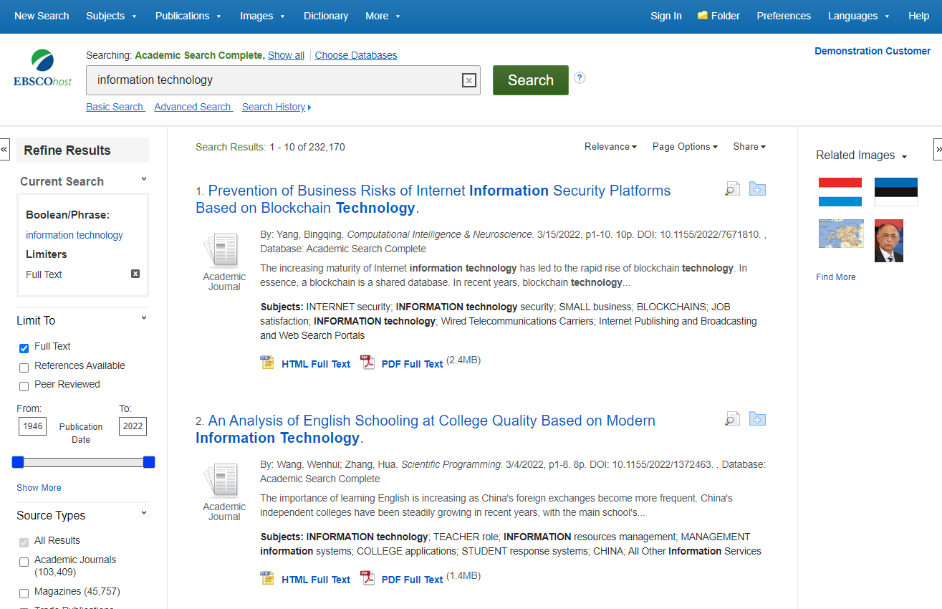 New Search Subjects Publications Images Dictionary More Sign In Folder Preferences Languages Help
EBSCOhost
Searching: Academic Search Complete, Show all | Choose Databases
Demonstration Customer
information technology
Search
?
Basic Search Advanced Search Search History
«
Refine Results
Current Search
Boolean/Phrase:
information technology
Limiters
Full Text
Limit To
Full Text
References Available
Peer Reviewed
From: To:
1946 Publication Date 2022
Show More
Source Types
All Results
Academic Journals
(103,409)
Magazines (45,757)
Search Results: 1 - 10 of 232,170
Relevance Page Options Share
1. Prevention of Business Risks of Internet Information Security Platforms
Based on Blockchain Technology.
Academic
Journal
By: Yang, Bingqing. Computational Intelligence & Neuroscience. 3/15/2022, p1-10. 10p. DOI: 10.1155/2022/7671810. ,
Database: Academic Search Complete
The increasing maturity of Internet information technology has led to the rapid rise of blockchain technology. In
essence, a blockchain is a shared database. In recent years, blockchain technology...
Subjects: INTERNET security; INFORMATION technology security; SMALL business; BLOCKCHAINS; JOB
satisfaction; INFORMATION technology; Wired Telecommunications Carriers; Internet Publishing and Broadcasting
and Web Search Portals
HTML Full Text PDF Full Text (2.4MB)
2. An Analysis of English Schooling at College Quality Based on Modern
Information Technology.
Academic
Journal
By: Wang, Wenhui; Zhang, Hua. Scientific Programming. 3/4/2022, p1-8. 8p. DOI: 10.1155/2022/1372463. , Database:
Academic Search Complete
The importance of learning English is increasing as China's foreign exchanges become more frequent. China's
independent colleges have been steadily growing in recent years, with the main school's...
Subjects: INFORMATION technology; TEACHER role; INFORMATION resources management; MANAGEMENT
information systems; COLLEGE applications; STUDENT response systems; CHINA; All Other Information Services
HTML Full Text PDF Full Text (1.4MB)
»
Related Images
Find More